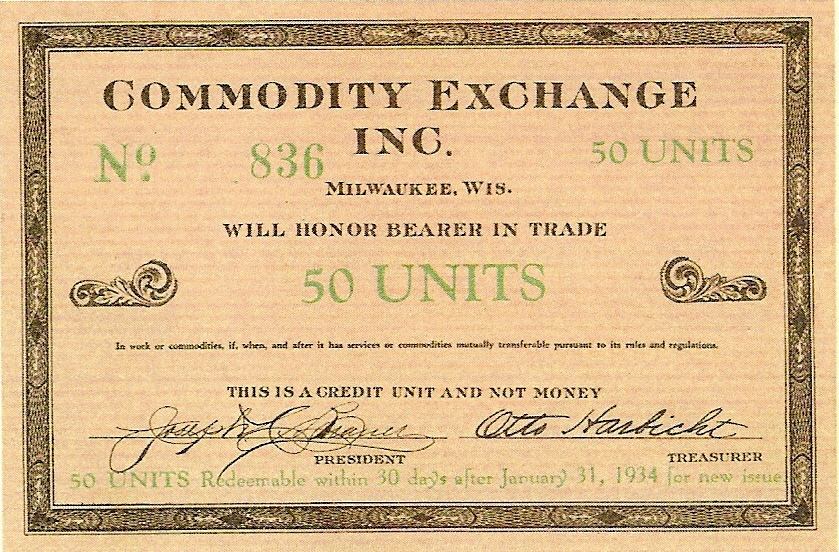 COMMODITY EXCHANGE
INC.
Nº 836 50 UNITS
MILWAUKEE, WIS.
WILL HONOR BEARER IN TRADE
50 UNITS
In work or commodities, if, when, and after it has services or commodities mutually transferable pursuant to its rules and regulations.
THIS IS A CREDIT UNIT AND NOT MONEY
Joseph Otto Harbicht
PRESIDENT TREASURER
50 UNITS Redeemable within 30 days after January 31, 1934 for new issue